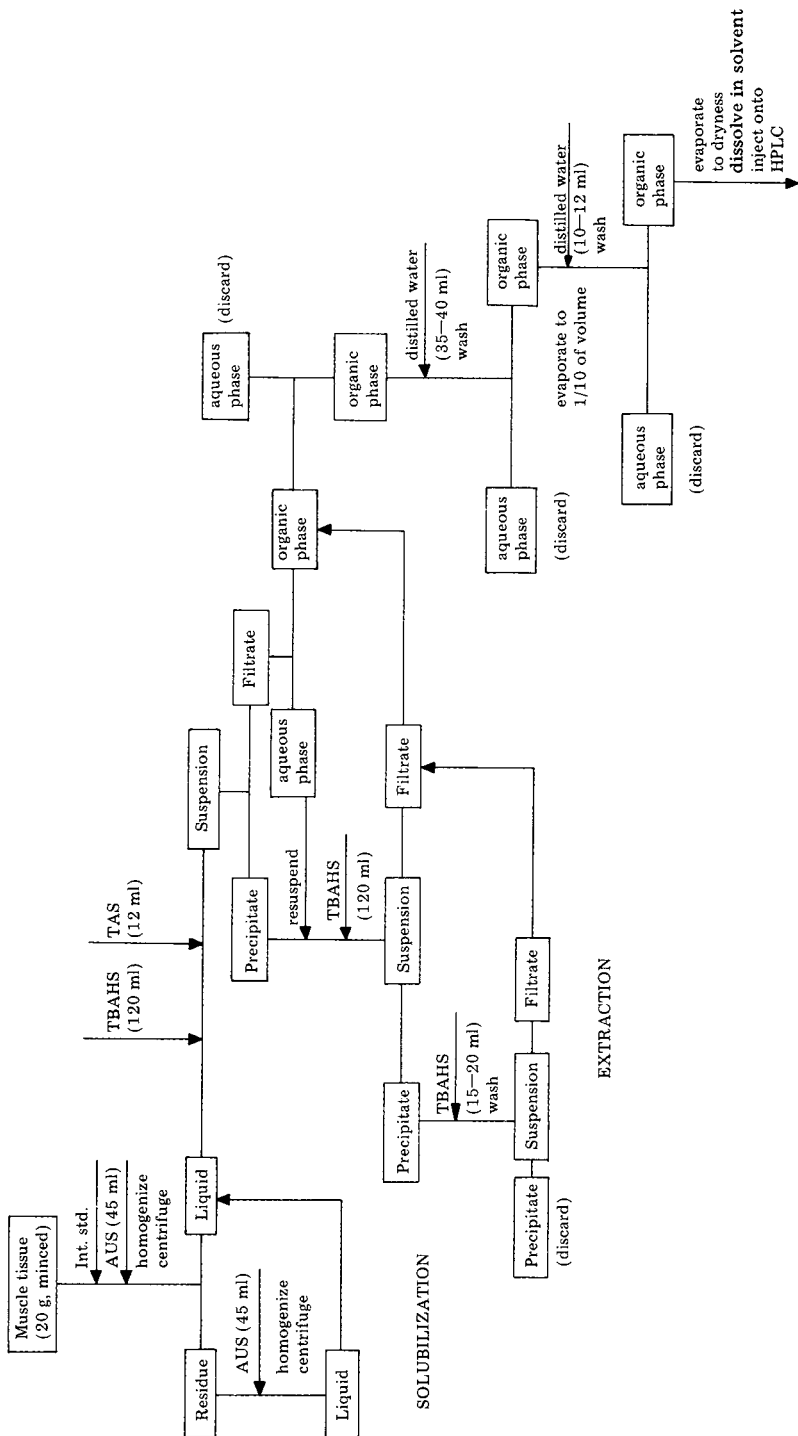 Muscle tissue
(20 g, minced)
Int. std.
AUS (45 ml)
homogenize
centrifuge
Residue
Liquid
AUS (45 ml)
homogenize
centrifuge
Liquid
SOLUBILIZATION
TBAHS
(120 ml)
TAS
(12 ml)
Suspension
Precipitate
Filtrate
resuspend
aqueous
phase
organic
phase
TBAHS
(120 ml)
Suspension
Precipitate
Filtrate
TBAHS
(15—20 ml)
wash
Precipitate
(discard)
Suspension
Filtrate
EXTRACTION
aqueous
phase
(discard)
organic
phase
distilled water
(35—40 ml)
wash
aqueous
phase
(discard)
organic
phase
evaporate to
1/10 of volume
distilled water
(10—12 ml)
wash
aqueous
phase
(discard)
organic
phase
evaporate
to dryness
dissolve in solvent
inject onto
HPLC